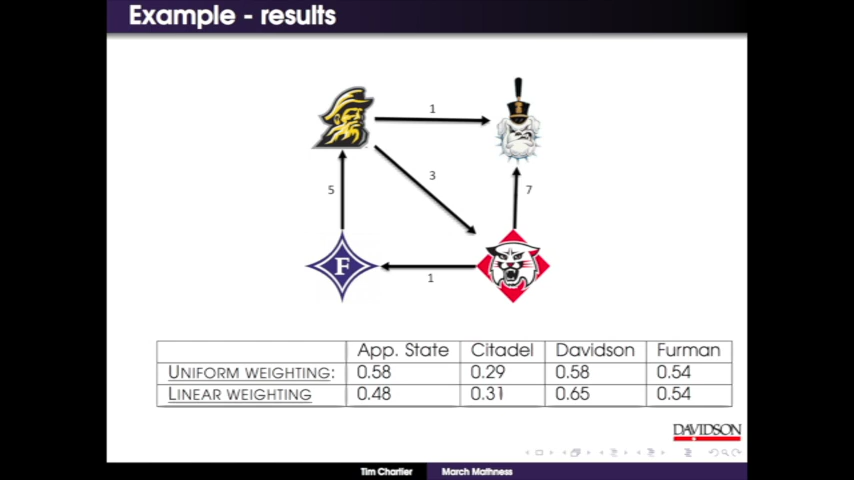 Example - results
1
3
5
7
F
1
App. State Citadel Davidson Furman
UNIFORM WEIGHTING: 0.58 0.29 0.58 0.54
LINEAR WEIGHTING 0.48 0.31 0.65 0.54
DAVIDSON
Tim Chartier March Mathness